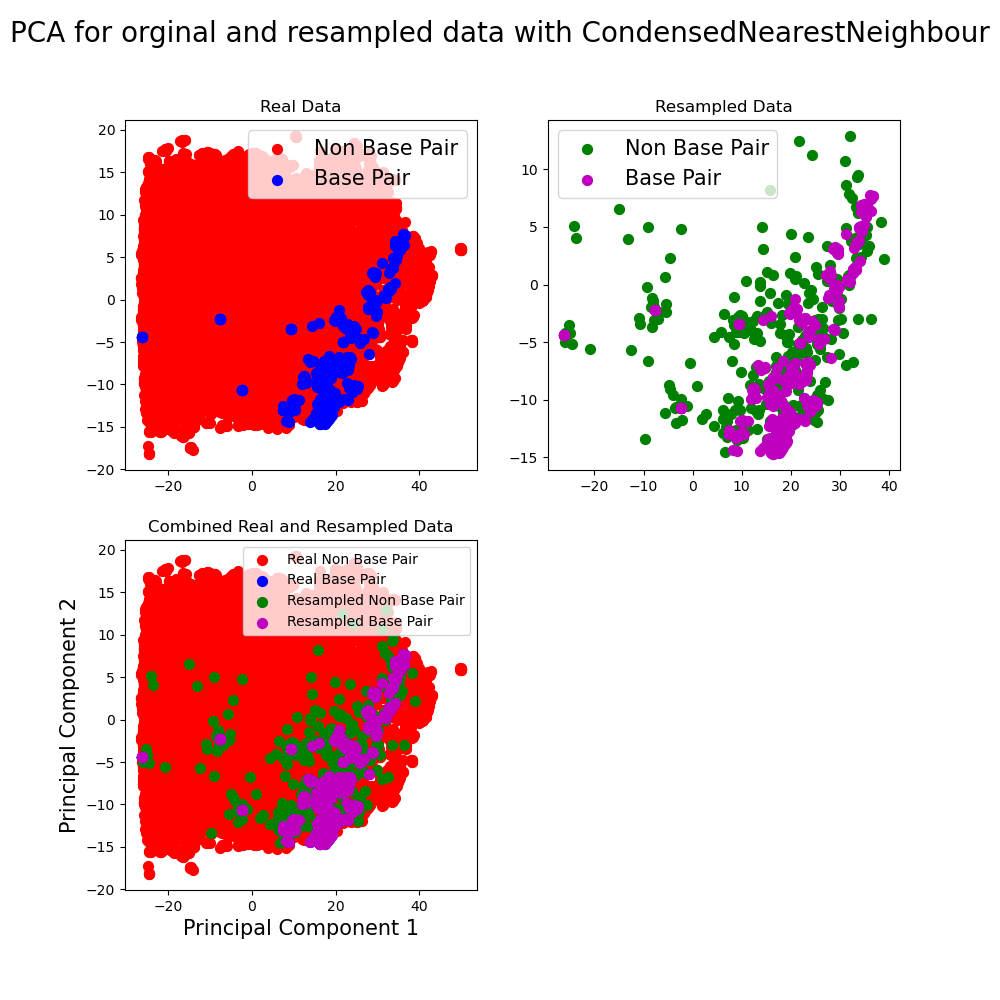 PCA for orginal and resampled data with CondensedNearestNeighbour
Real Data
Non Base Pair
Base Pair
20
15
10
5
0
−5
−10
−15
−20
−20
0
20
40
Resampled Data
Non Base Pair
Base Pair
10
5
0
−5
−10
−15
−20
−10
0
10
20
30
40
Combined Real and Resampled Data
Real Non Base Pair
Real Base Pair
Resampled Non Base Pair
Resampled Base Pair
Principal Component 2
20
15
10
5
0
−5
−10
−15
−20
−20
0
20
40
Principal Component 1